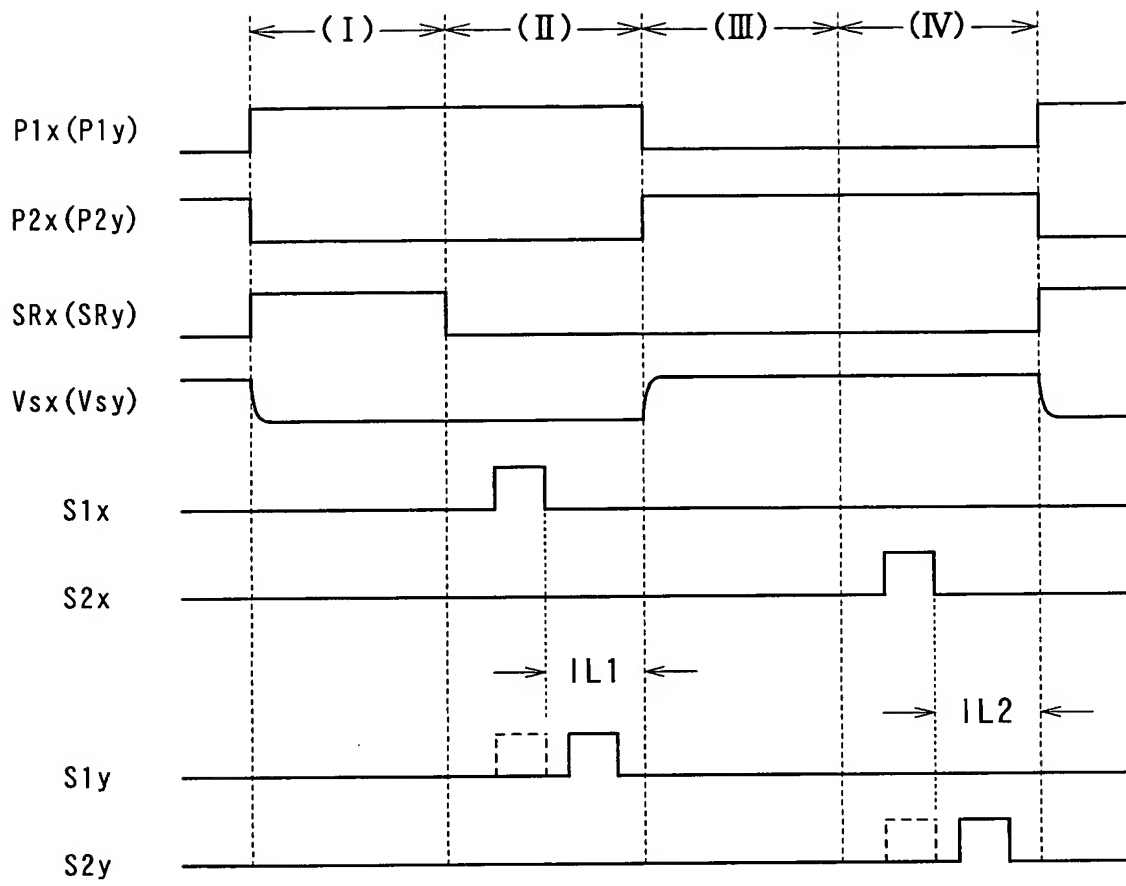 (Ⅰ) (Ⅱ) (Ⅲ) (Ⅳ)
P1x(P1y)
P2x(P2y)
SRx(SRy)
Vsx(Vsy)
S1x
S2x
IL1
IL2
S1y
S2y